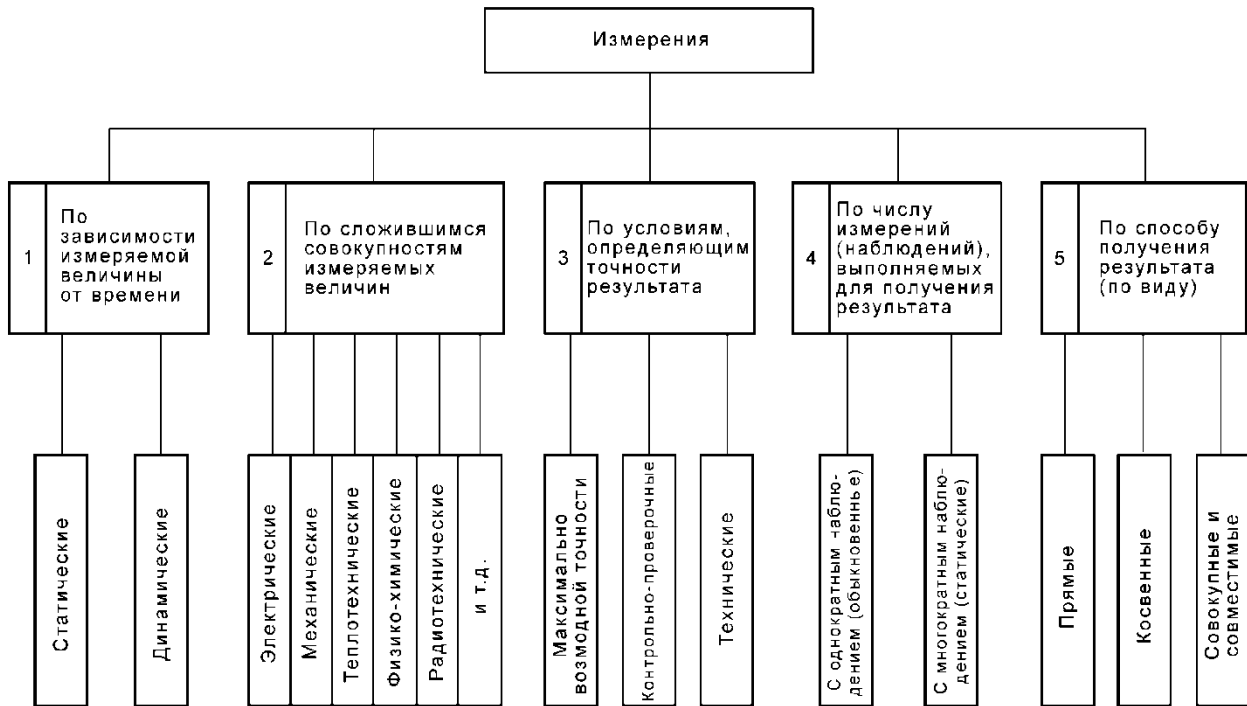 Измерения
1
По
зависимости
измеряемой
величины
от времени
2
По сложившимся
совокупностям
измеряемых
величин
3
По условиям,
определяющим
точности
результата
4
По числу
измерений
(наблюдений),
выполняемых
для получения
результата
5
По способу
получения
результата
(по виду)
Статические
Динамические
Электрические
Механические
Теплотехнические
Физико-химические
Радиотехнические
и т.д.
Максимально
возмодной точности
Контрольно-проверочные
Технические
С однократным наблю-
дением (обыкновенные)
С многократным наблю-
дением (статические)
Прямые
Косвенные
Совокупные и
совместимые